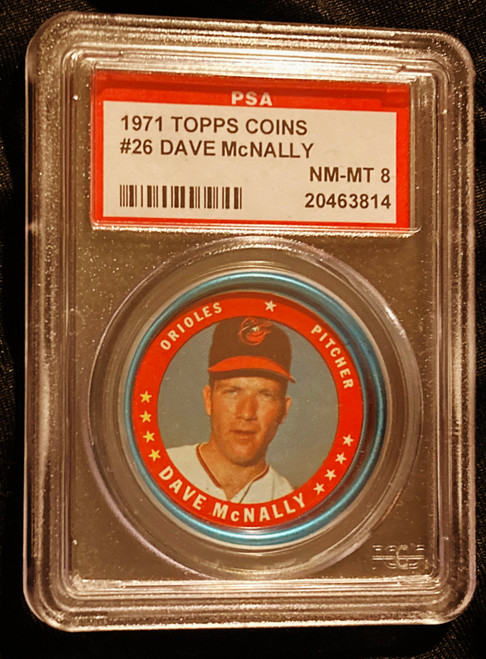 PSA
1971 TOPPS COINS
#26 DAVE McNALLY
NM-MT 8
20463814
ORIOLES ★ PITCHER
★★★★ DAVE McNALLY ★★★★